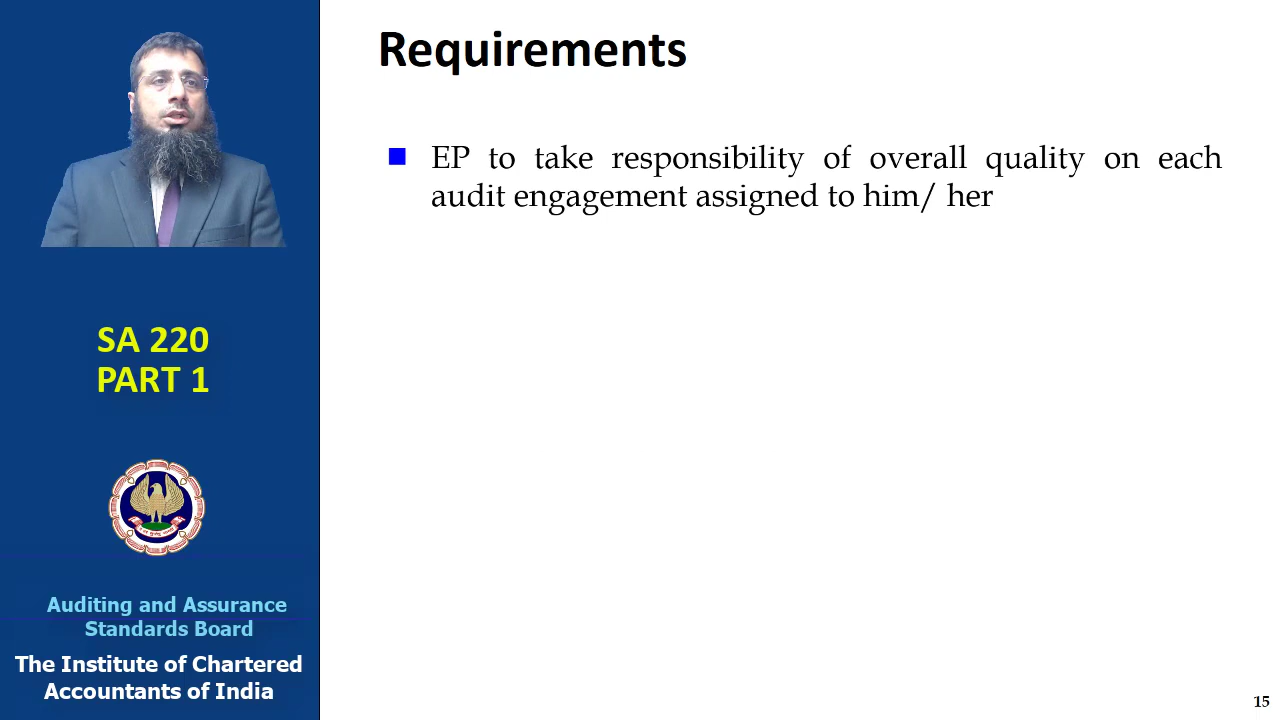 Requirements
EP to take responsibility of overall quality on each
audit engagement assigned to him/ her
SA 220
PART 1
Auditing and Assurance
Standards Board
The Institute of Chartered
Accountants of India
15